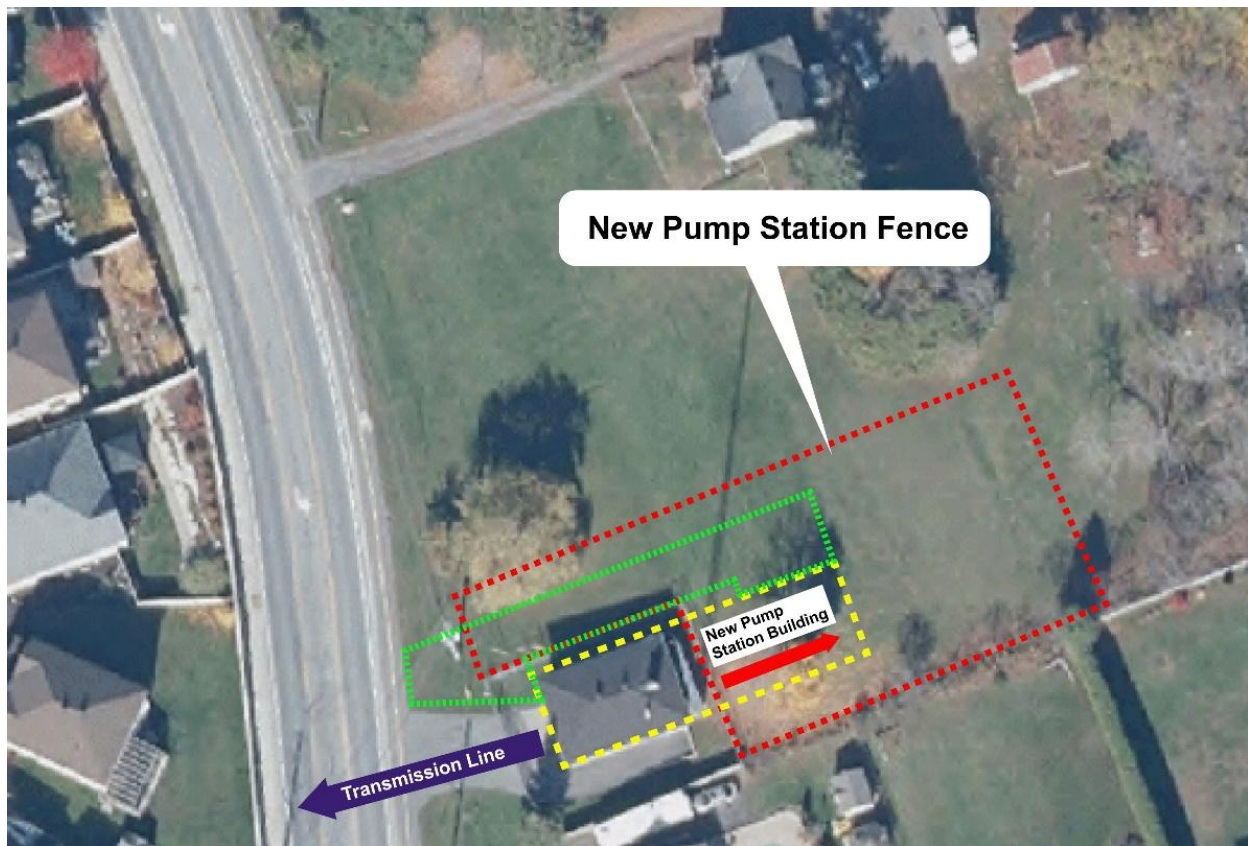 New Pump Station Fence
New Pump
Station Building
Transmission Line